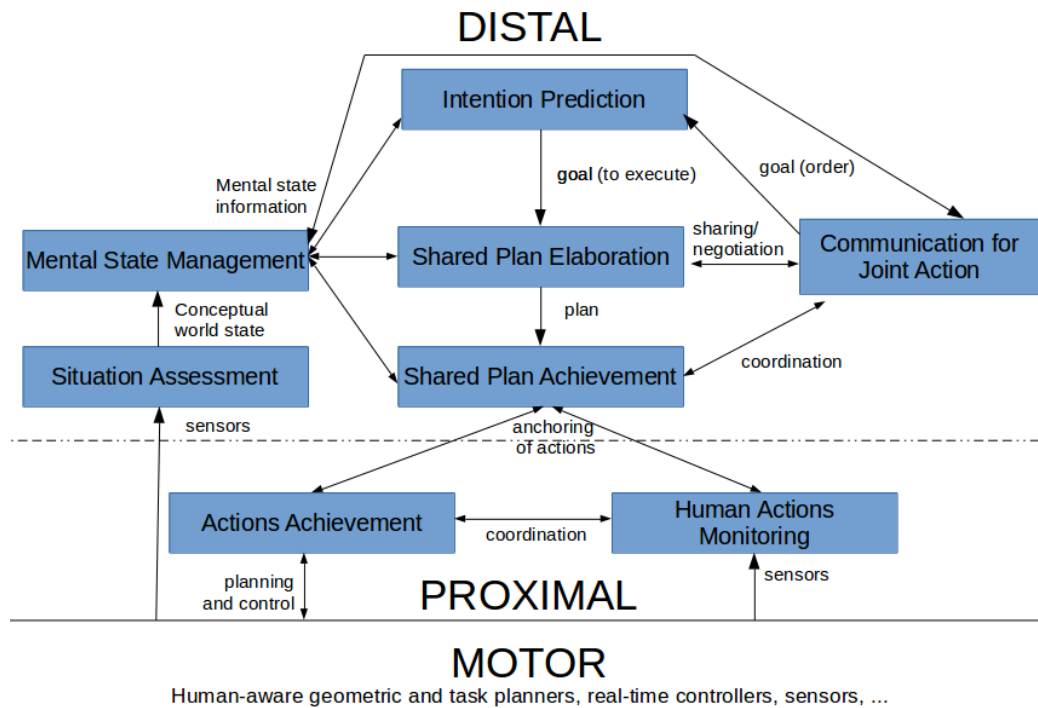 DISTAL
Intention Prediction
goal (to execute)
goal (order)
Mental state
information
sharing/
negotiation
Mental State Management
Shared Plan Elaboration
Communication for
Joint Action
Conceptual
world state
plan
Situation Assessment
Shared Plan Achievement
coordination
sensors
anchoring
of actions
Actions Achievement
coordination
Human Actions
Monitoring
planning
and control
sensors
PROXIMAL
MOTOR
Human-aware geometric and task planners, real-time controllers, sensors, ...